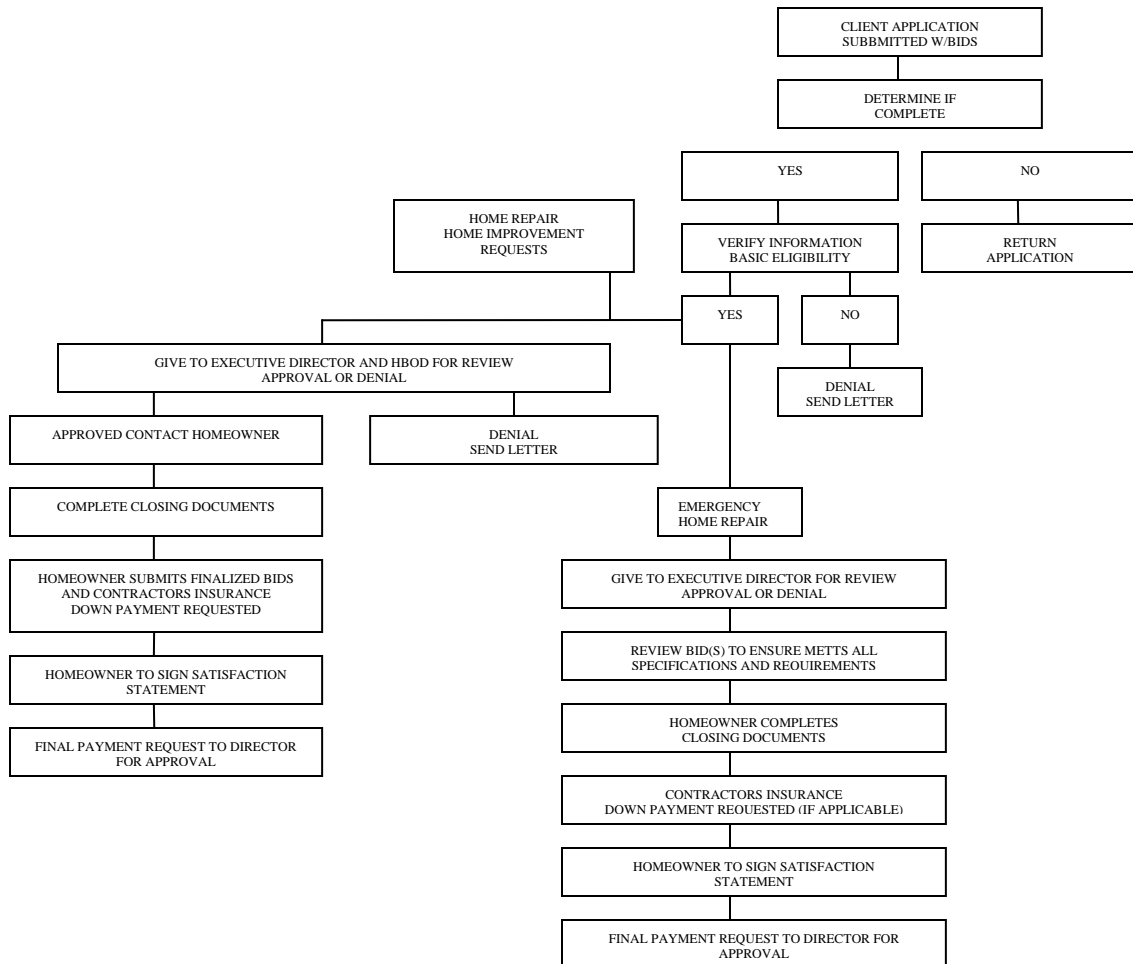 CLIENT APPLICATION
SUBBMITTED W/BIDS
DETERMINE IF
COMPLETE
YES
NO
HOME REPAIR
HOME IMPROVEMENT
REQUESTS
VERIFY INFORMATION
BASIC ELIGIBILITY
RETURN
APPLICATION
YES
NO
GIVE TO EXECUTIVE DIRECTOR AND HBOD FOR REVIEW
APPROVAL OR DENIAL
DENIAL
SEND LETTER
APPROVED CONTACT HOMEOWNER
DENIAL
SEND LETTER
COMPLETE CLOSING DOCUMENTS
EMERGENCY
HOME REPAIR
HOMEOWNER SUBMITS FINALIZED BIDS
AND CONTRACTORS INSURANCE
DOWN PAYMENT REQUESTED
GIVE TO EXECUTIVE DIRECTOR FOR REVIEW
APPROVAL OR DENIAL
REVIEW BID(S) TO ENSURE METTS ALL
SPECIFICATIONS AND REQUIREMENTS
HOMEOWNER TO SIGN SATISFACTION
STATEMENT
HOMEOWNER COMPLETES
CLOSING DOCUMENTS
FINAL PAYMENT REQUEST TO DIRECTOR
FOR APPROVAL
CONTRACTORS INSURANCE
DOWN PAYMENT REQUESTED (IF APPLICABLE)
HOMEOWNER TO SIGN SATISFACTION
STATEMENT
FINAL PAYMENT REQUEST TO DIRECTOR FOR
APPROVAL